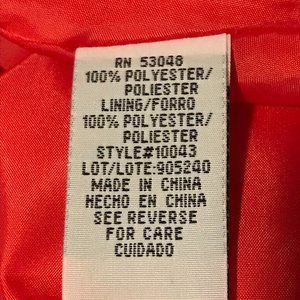 RN 53048
100% POLYESTER/
POLIESTER
LINING/FORRO
100% POLYESTER/
POLIESTER
STYLE#10043
LOT/LOTE:905240
MADE IN CHINA
HECHO EN CHINA
SEE REVERSE
FOR CARE
CUIDADO